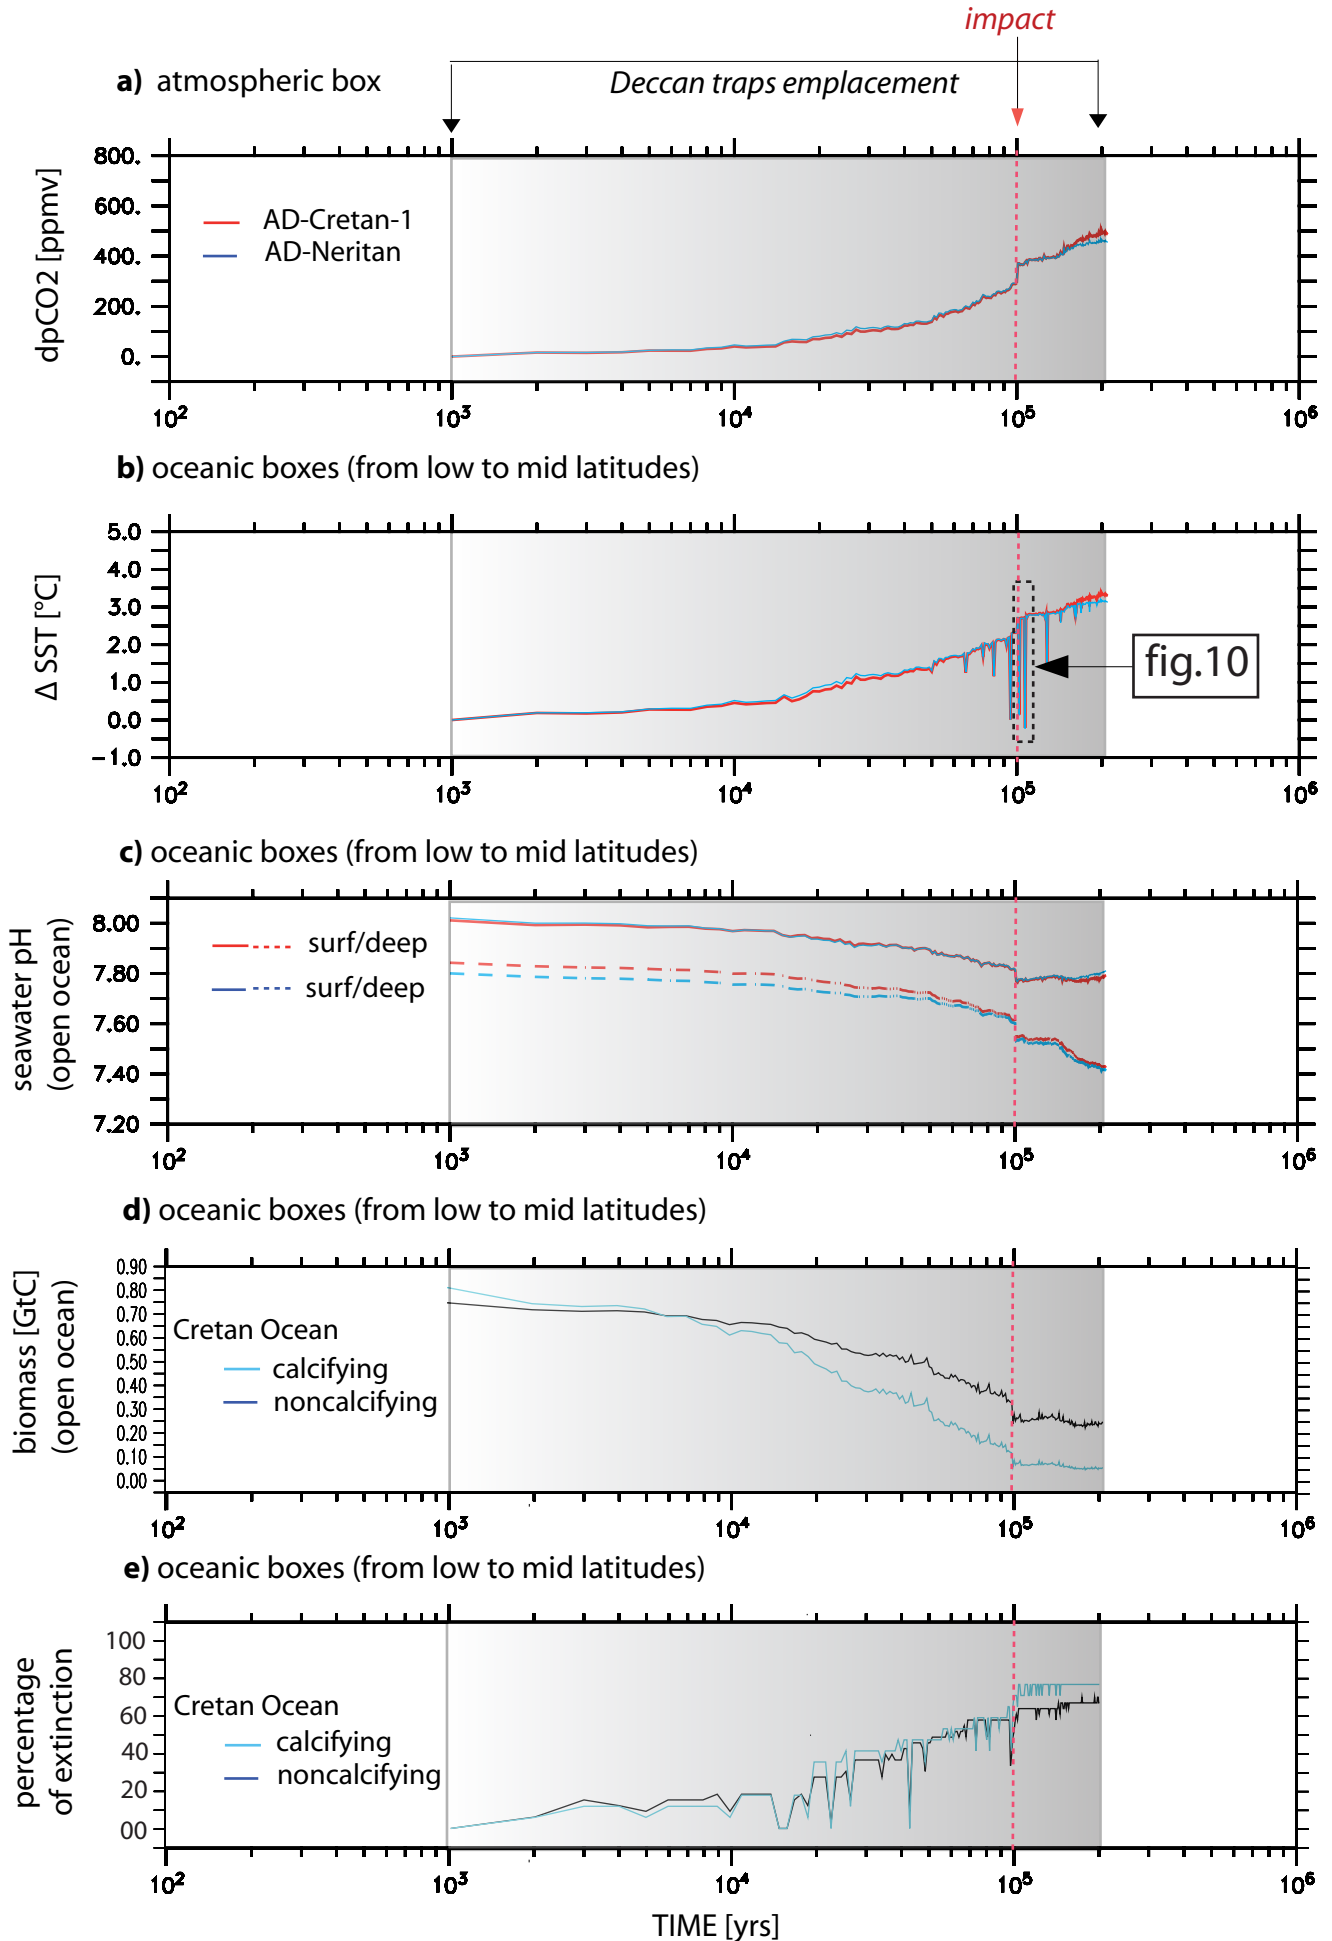 impact
a) atmospheric box
Deccan traps emplacement
800.
600.
400.
200.
0.
dpCO2 [ppmv]
AD-Cretan-1
AD-Neritan
10² 10³ 10⁴ 10⁵ 10⁶
b) oceanic boxes (from low to mid latitudes)
5.0
4.0
3.0
2.0
1.0
0.0
−1.0
Δ SST [°C]
fig.10
10² 10³ 10⁴ 10⁵ 10⁶
c) oceanic boxes (from low to mid latitudes)
8.00
7.80
7.60
7.40
7.20
seawater pH
(open ocean)
surf/deep
surf/deep
10² 10³ 10⁴ 10⁵ 10⁶
d) oceanic boxes (from low to mid latitudes)
0.90
0.80
0.70
0.60
0.50
0.40
0.30
0.20
0.10
0.00
biomass [GtC]
(open ocean)
Cretan Ocean
calcifying
noncalcifying
10² 10³ 10⁴ 10⁵ 10⁶
e) oceanic boxes (from low to mid latitudes)
100
80
60
40
20
00
percentage
of extinction
Cretan Ocean
calcifying
noncalcifying
10² 10³ 10⁴ 10⁵ 10⁶
TIME [yrs]